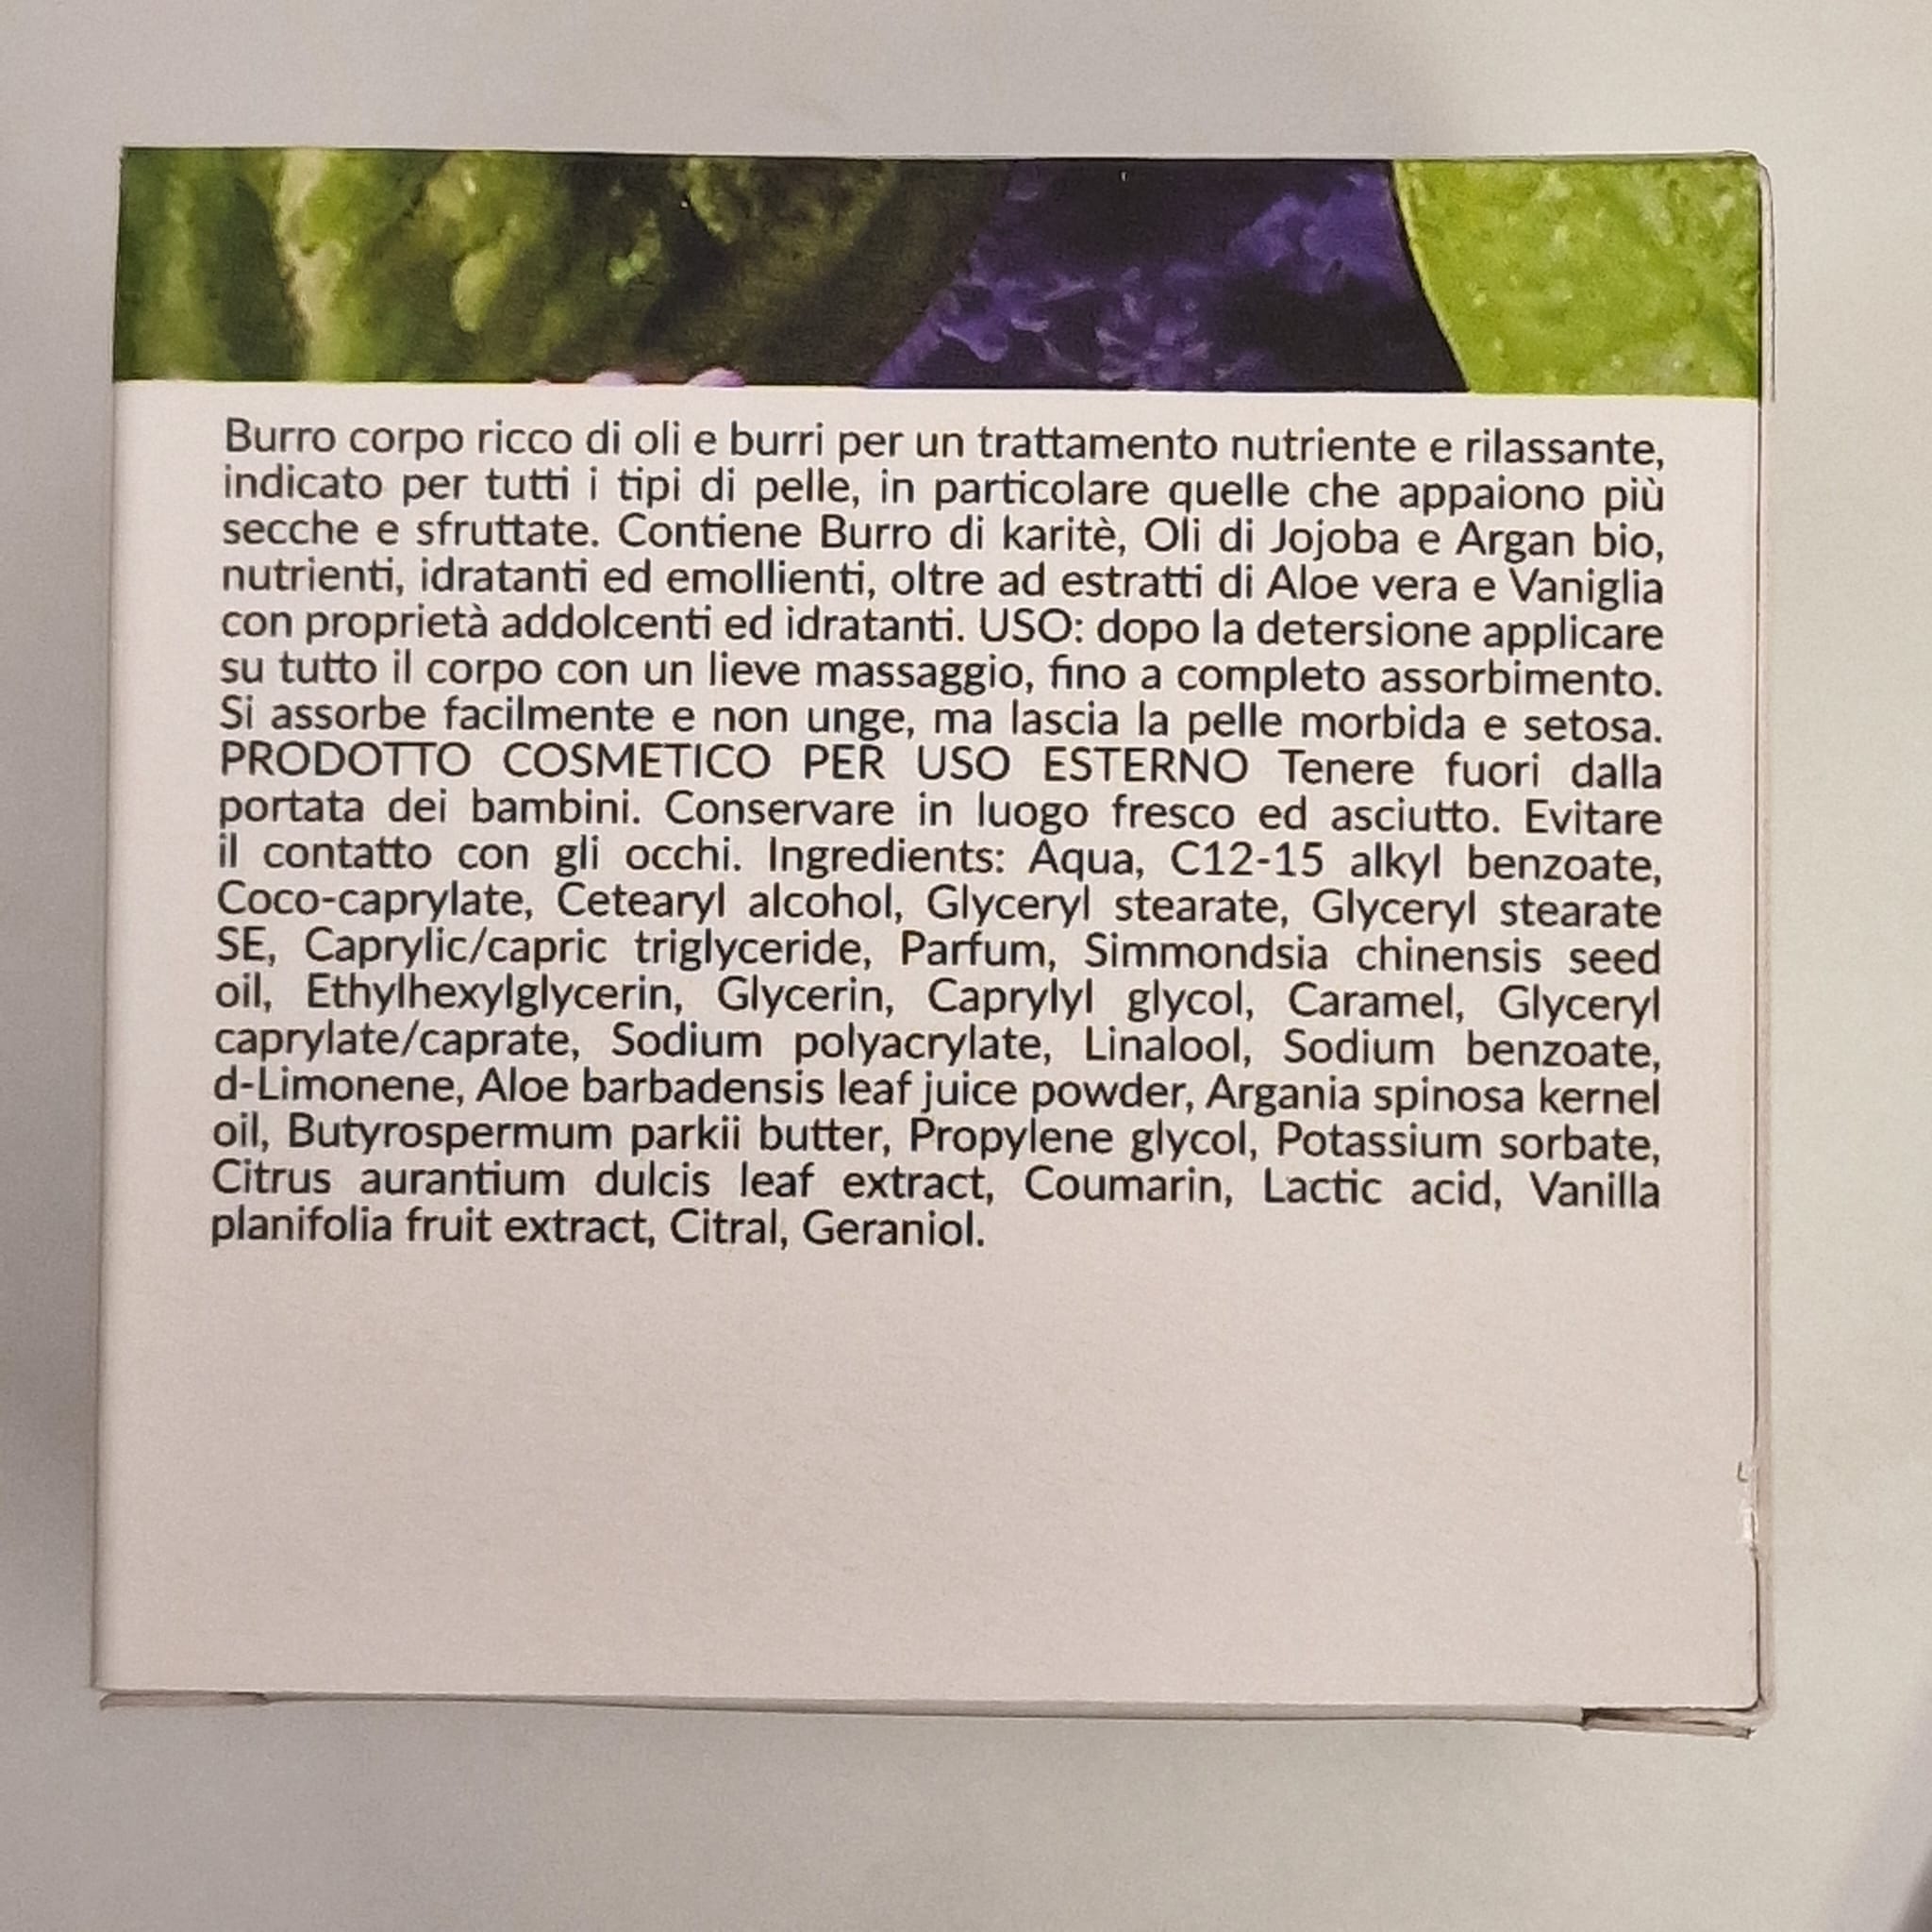 Burro corpo ricco di oli e burri per un trattamento nutriente e rilassante,
indicato per tutti i tipi di pelle, in particolare quelle che appaiono più
secche e sfruttate. Contiene Burro di karitè, Oli di Jojoba e Argan bio,
nutrienti, idratanti ed emollienti, oltre ad estratti di Aloe vera e Vaniglia
con proprietà addolcenti ed idratanti. USO: dopo la detersione applicare
su tutto il corpo con un lieve massaggio, fino a completo assorbimento.
Si assorbe facilmente e non unge, ma lascia la pelle morbida e setosa.
PRODOTTO COSMETICO PER USO ESTERNO Tenere fuori dalla
portata dei bambini. Conservare in luogo fresco ed asciutto. Evitare
il contatto con gli occhi. Ingredients: Aqua, C12-15 alkyl benzoate,
Coco-caprylate, Cetearyl alcohol, Glyceryl stearate, Glyceryl stearate
SE, Caprylic/capric triglyceride, Parfum, Simmondsia chinensis seed
oil, Ethylhexylglycerin, Glycerin, Caprylyl glycol, Caramel, Glyceryl
caprylate/caprate, Sodium polyacrylate, Linalool, Sodium benzoate,
d-Limonene, Aloe barbadensis leaf juice powder, Argania spinosa kernel
oil, Butyrospermum parkii butter, Propylene glycol, Potassium sorbate,
Citrus aurantium dulcis leaf extract, Coumarin, Lactic acid, Vanilla
planifolia fruit extract, Citral, Geraniol.